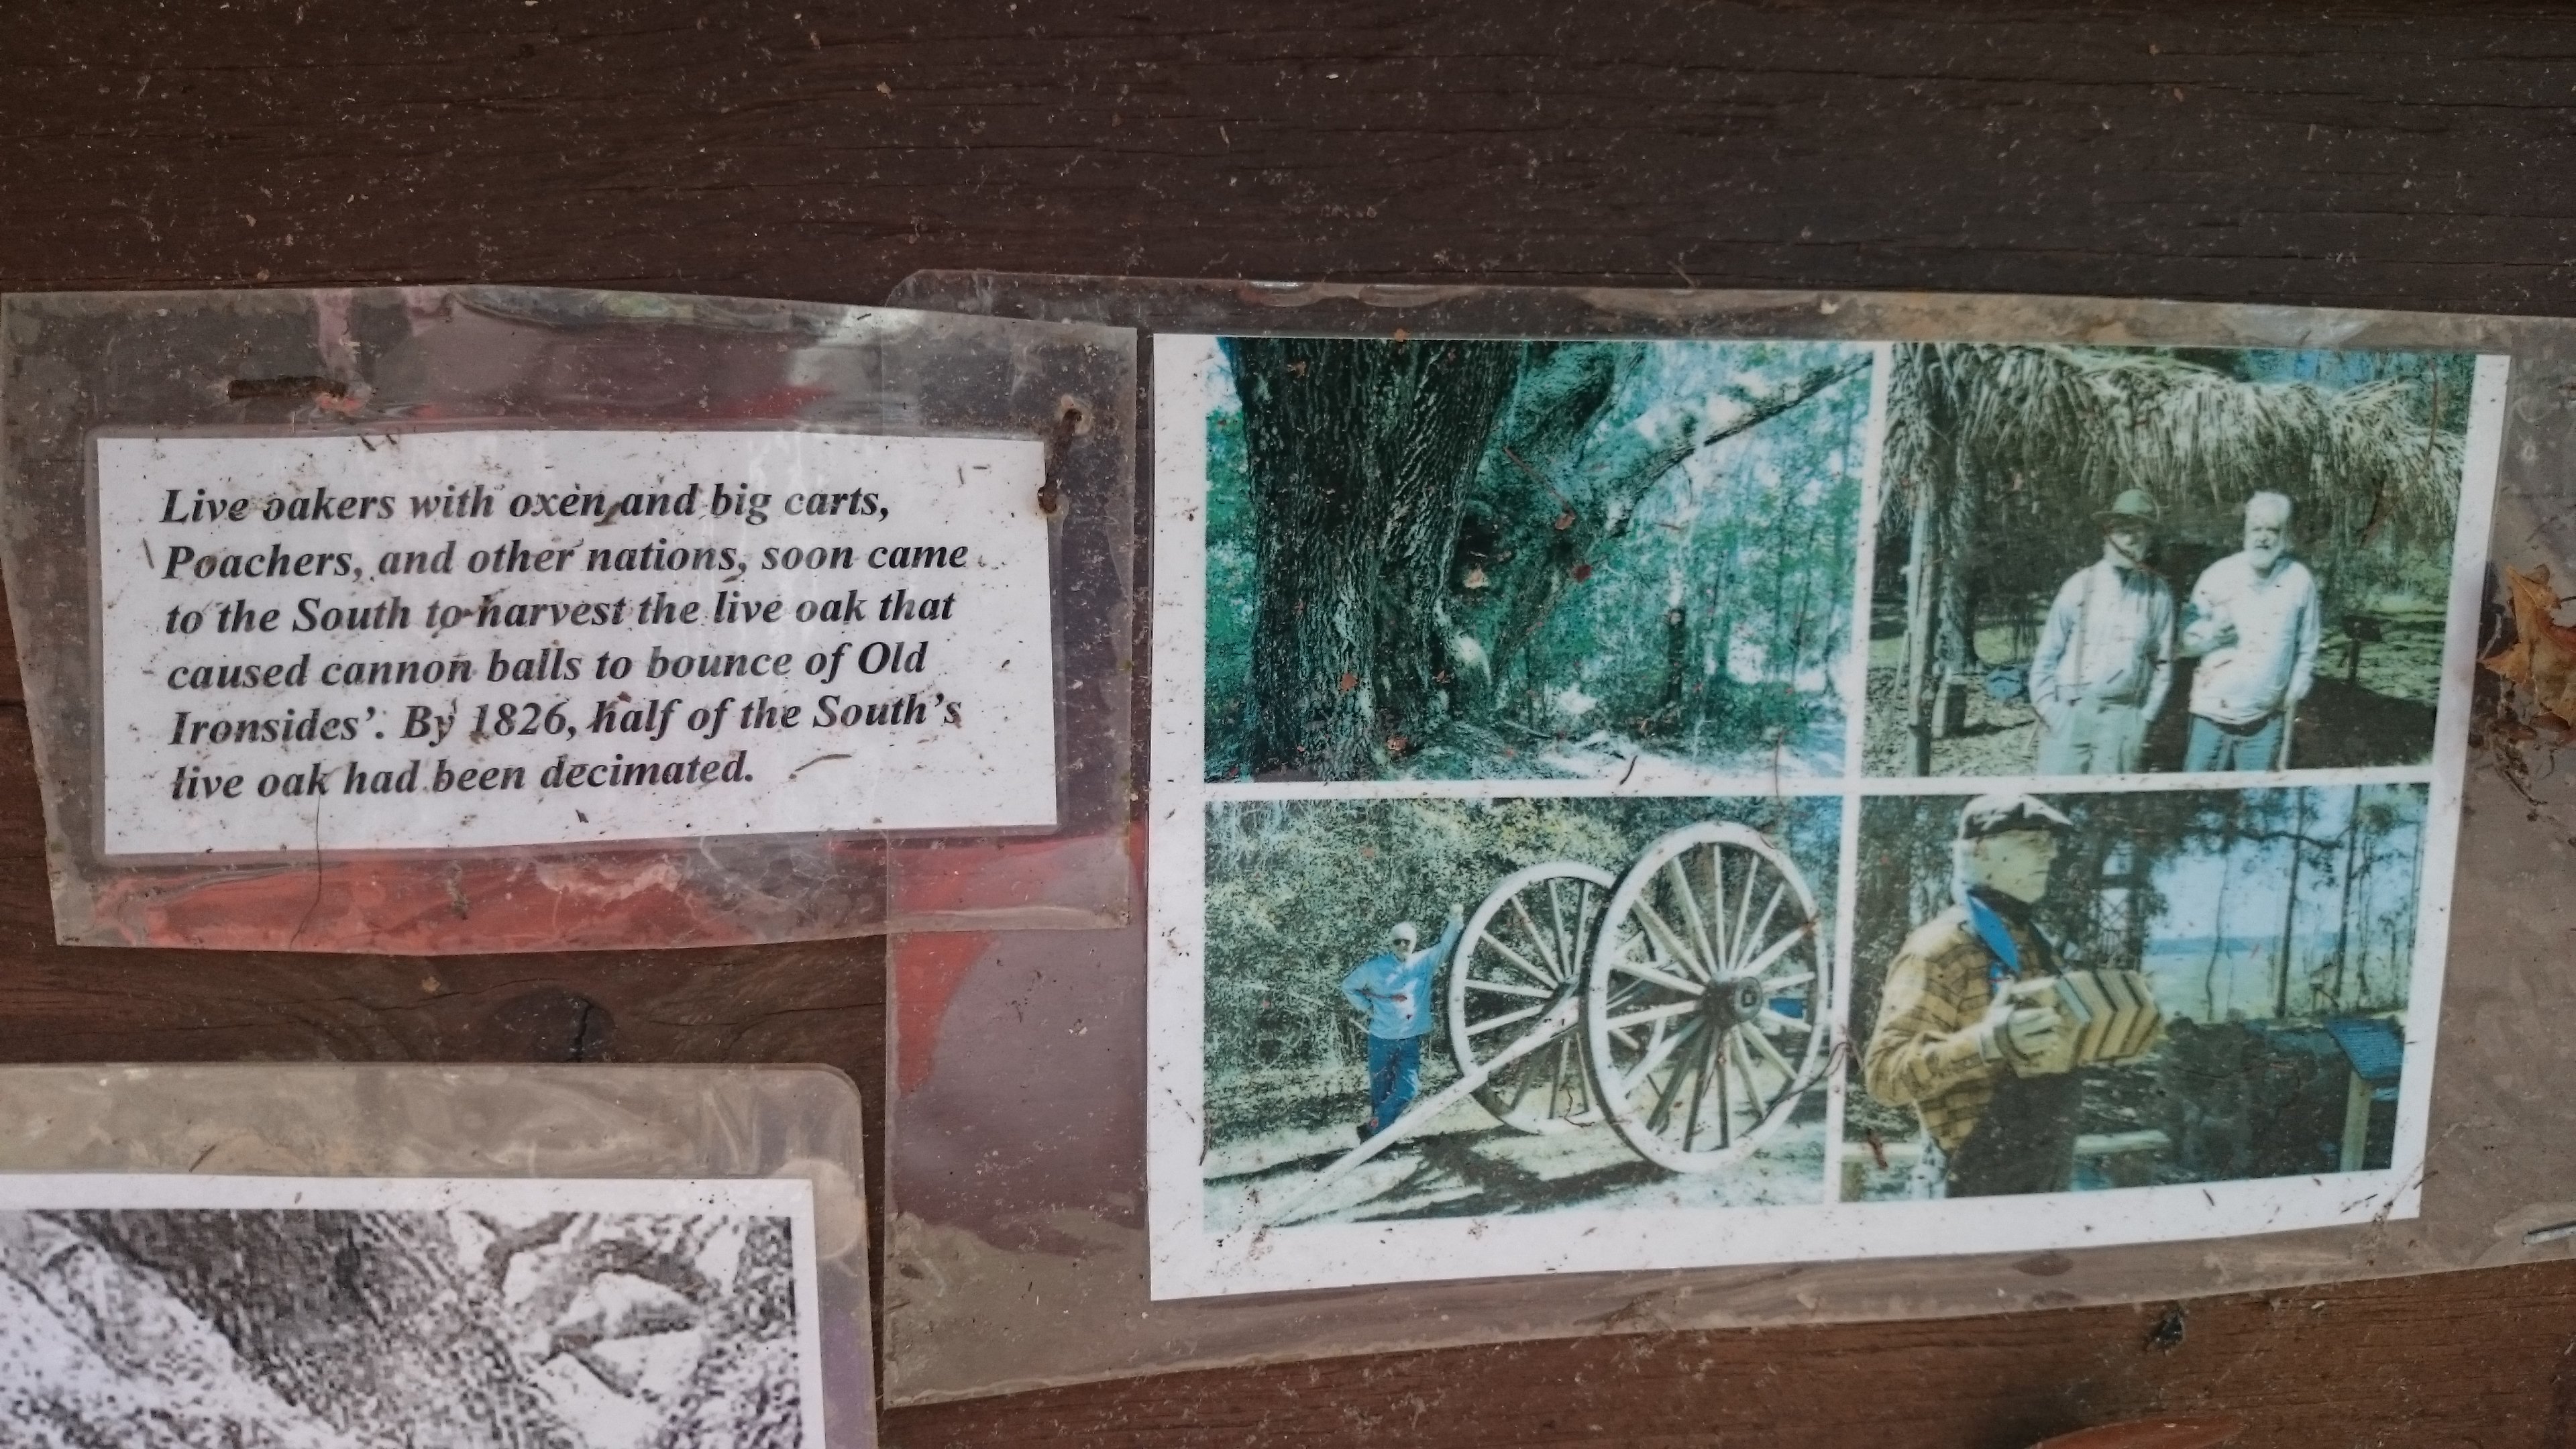 Live oakers with oxen and big carts,
Poachers, and other nations, soon came
to the South to harvest the live oak that
caused cannon balls to bounce of Old
Ironsides’. By 1826, half of the South’s
live oak had been decimated.